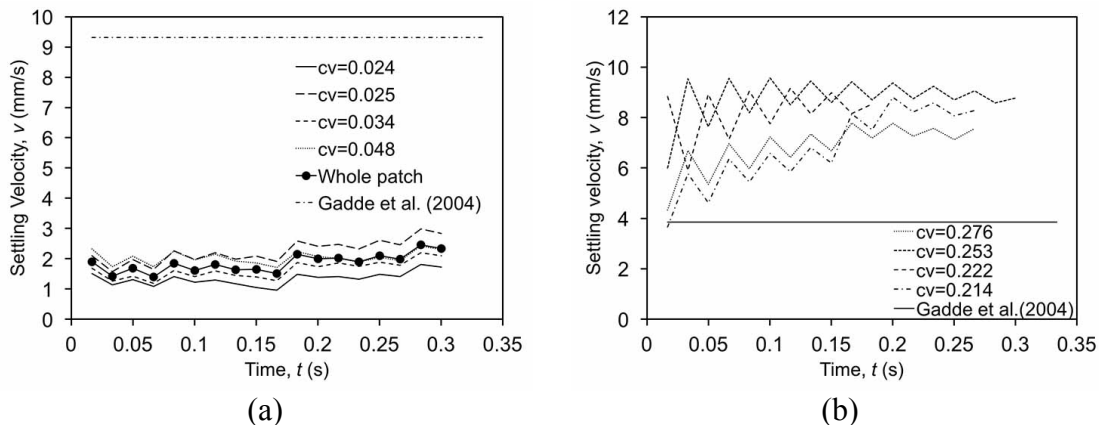 10
9
8
7
6
5
4
3
2
1
0
Settling Velocity, v (mm/s)
cv=0.024
cv=0.025
cv=0.034
cv=0.048
Whole patch
Gadde et al. (2004)
0 0.05 0.1 0.15 0.2 0.25 0.3 0.35
Time, t (s)
(a)
12
10
8
6
4
2
0
Settling velocity, v (mm/s)
cv=0.276
cv=0.253
cv=0.222
cv=0.214
Gadde et al.(2004)
0 0.05 0.1 0.15 0.2 0.25 0.3 0.35
Time, t (s)
(b)